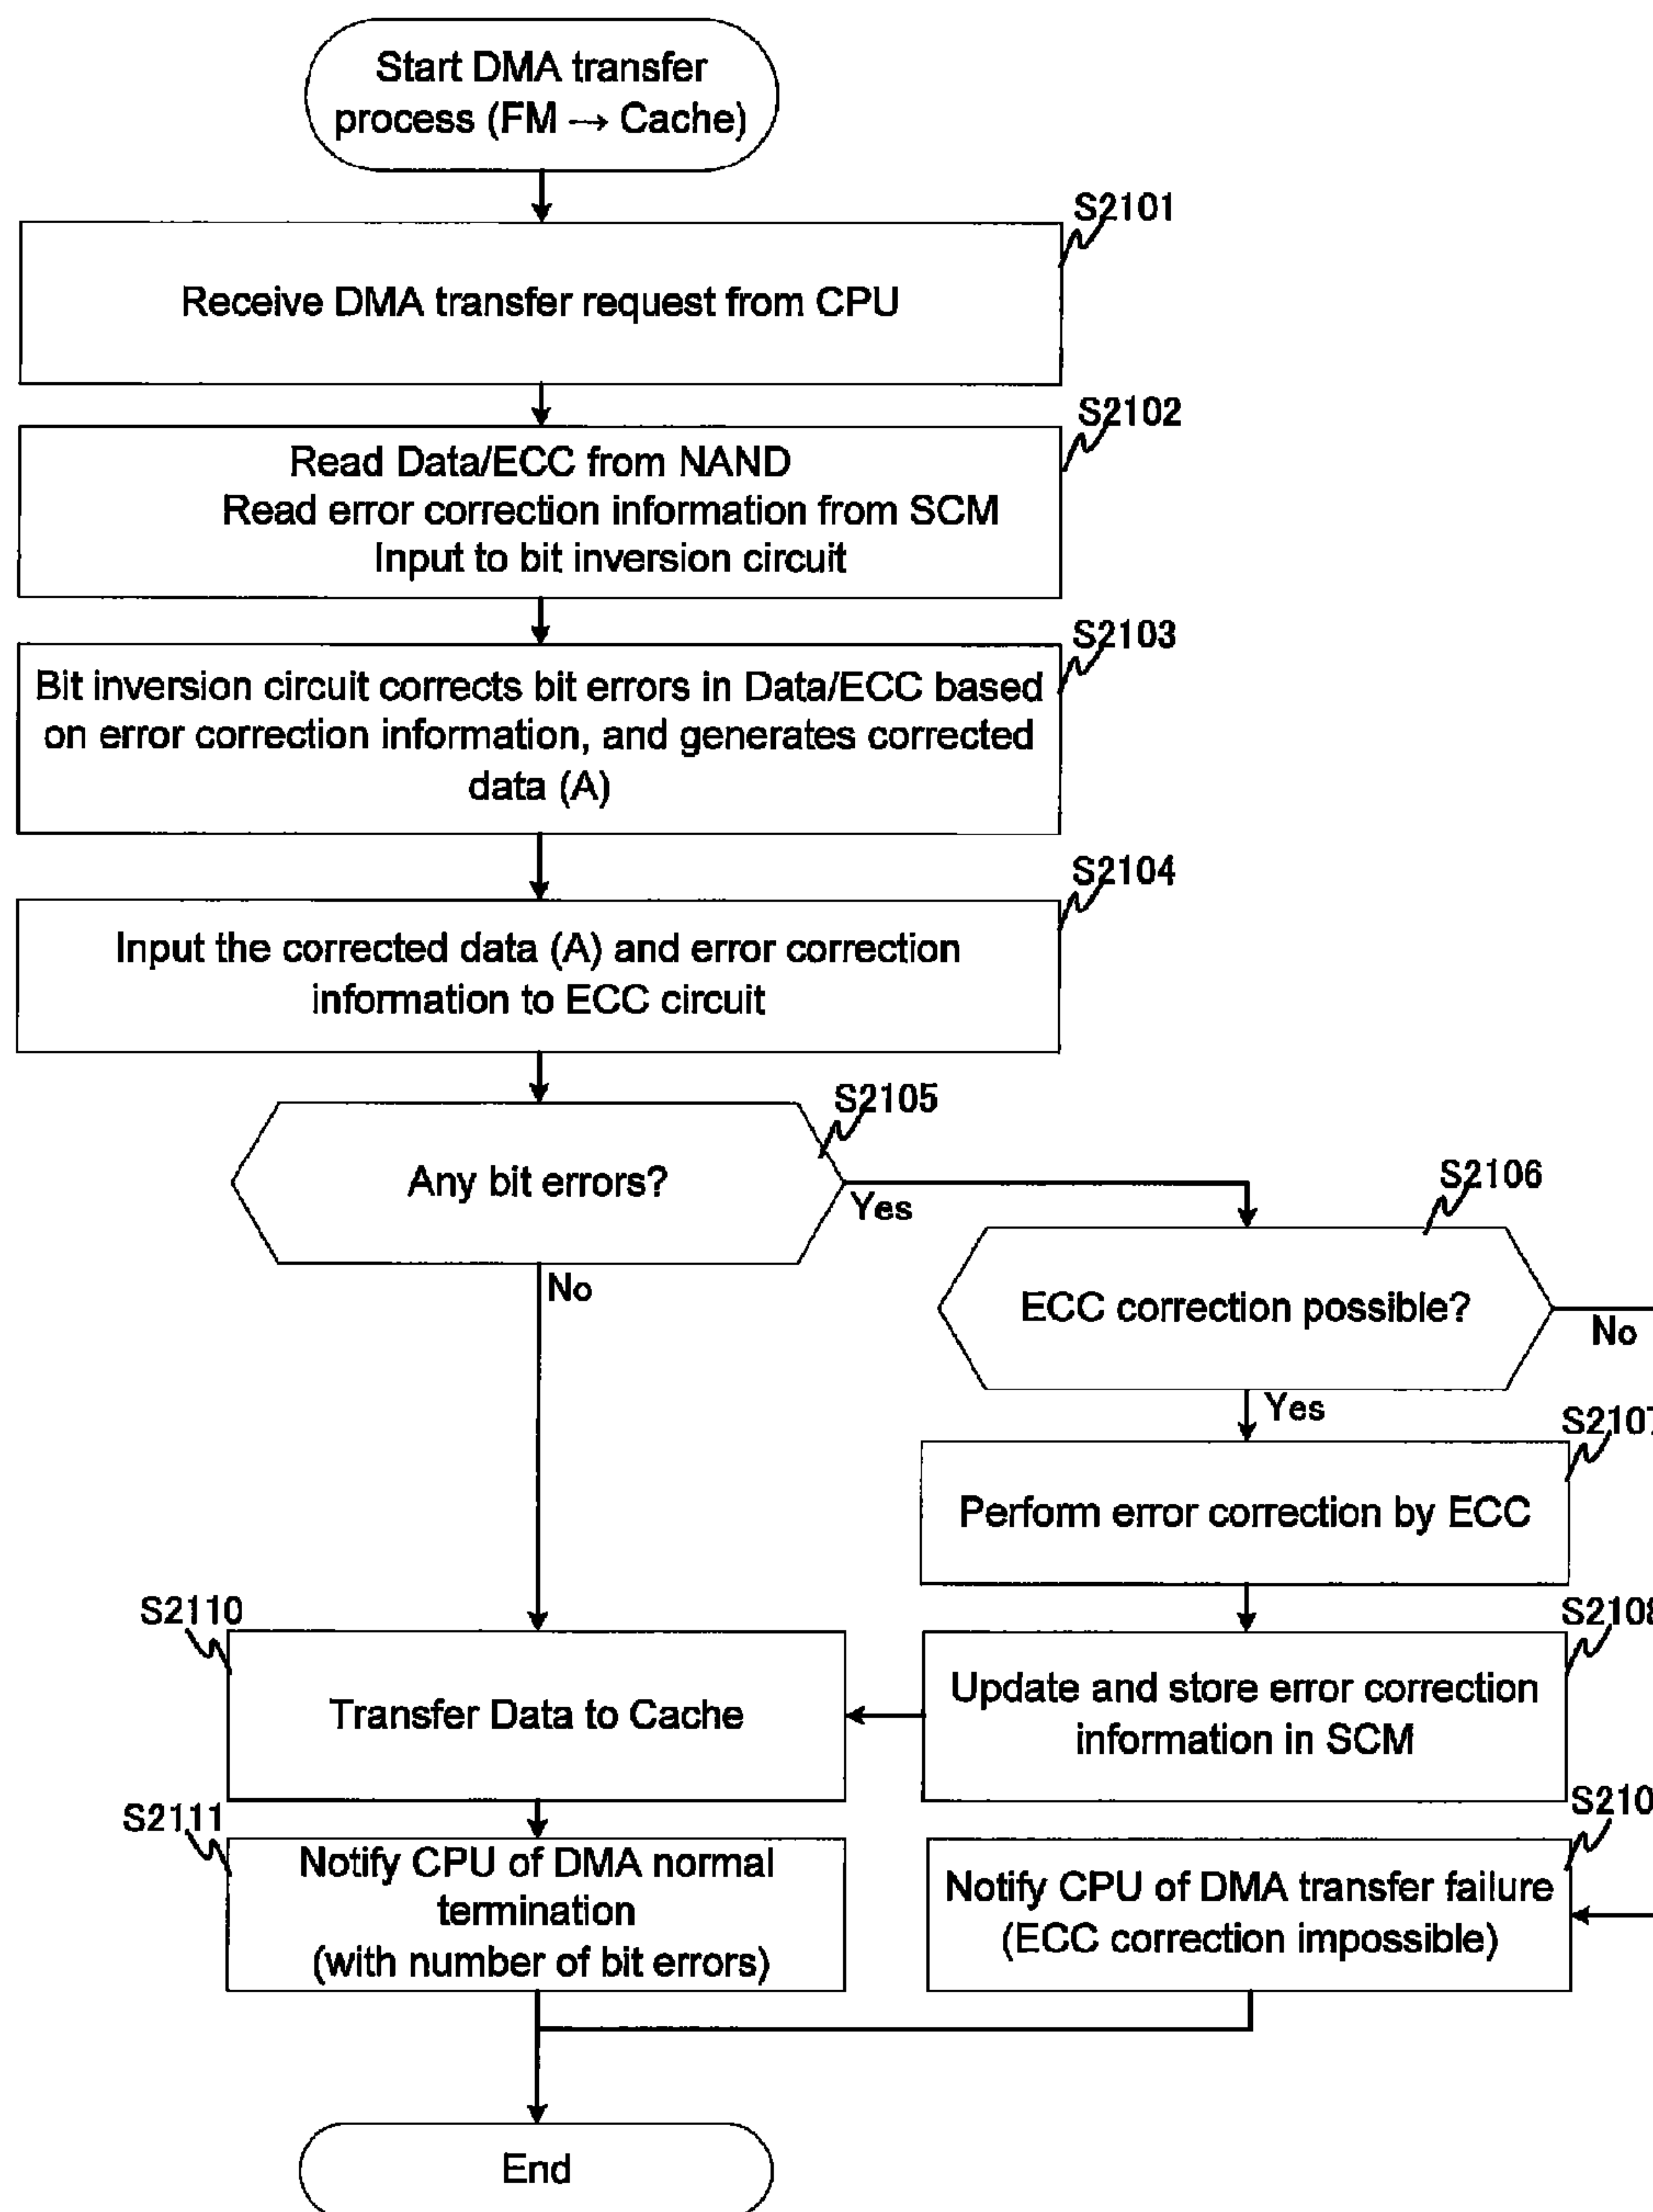 Start DMA transfer
process (FM → Cache)
S2101
Receive DMA transfer request from CPU
S2102
Read Data/ECC from NAND
Read error correction information from SCM
Input to bit inversion circuit
S2103
Bit inversion circuit corrects bit errors in Data/ECC based
on error correction information, and generates corrected
data (A)
S2104
Input the corrected data (A) and error correction
information to ECC circuit
S2105
Any bit errors?
Yes
No
S2106
ECC correction possible?
No
Yes
S2107
Perform error correction by ECC
S2110
Transfer Data to Cache
S2108
Update and store error correction
information in SCM
S2111
Notify CPU of DMA normal
termination
(with number of bit errors)
S210
Notify CPU of DMA transfer failure
(ECC correction impossible)
End